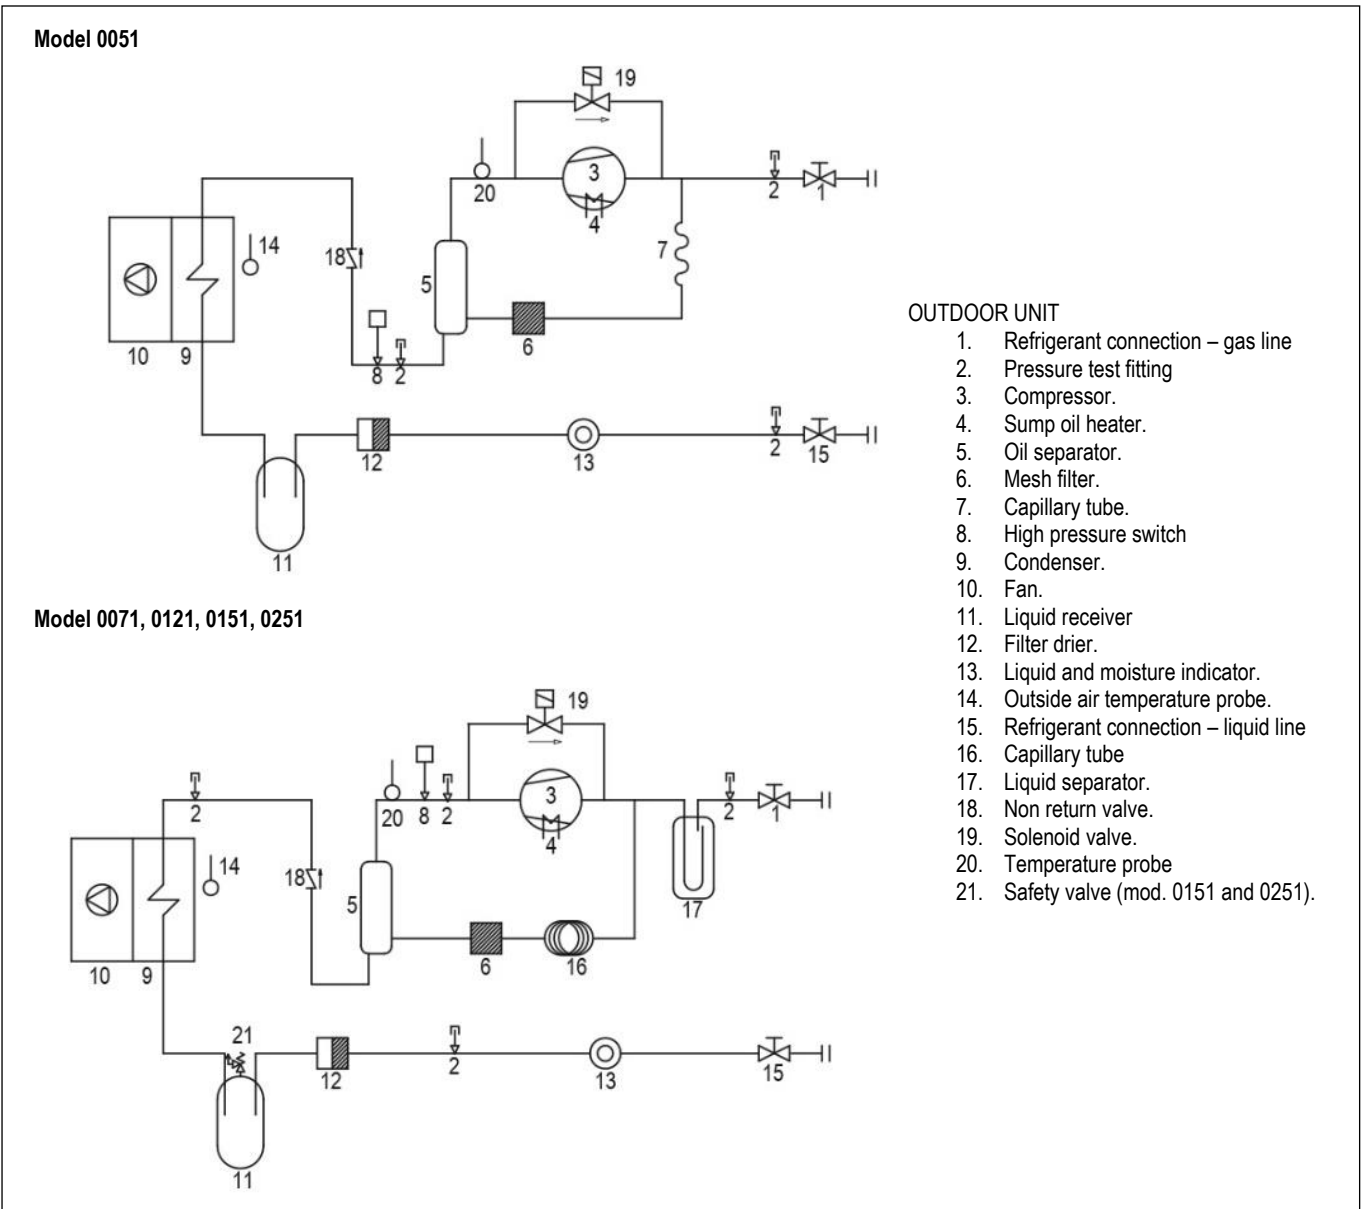 Model 0051
19
3
20
4
2
1
14
18
7
5
10
9
8
2
6
12
13
2
15
11
Model 0071, 0121, 0151, 0251
19
2
20
8
2
3
4
2
1
14
18
5
17
10
9
6
16
21
12
2
13
15
11
OUTDOOR UNIT
1. Refrigerant connection – gas line
2. Pressure test fitting
3. Compressor.
4. Sump oil heater.
5. Oil separator.
6. Mesh filter.
7. Capillary tube.
8. High pressure switch
9. Condenser.
10. Fan.
11. Liquid receiver
12. Filter drier.
13. Liquid and moisture indicator.
14. Outside air temperature probe.
15. Refrigerant connection – liquid line
16. Capillary tube
17. Liquid separator.
18. Non return valve.
19. Solenoid valve.
20. Temperature probe
21. Safety valve (mod. 0151 and 0251).